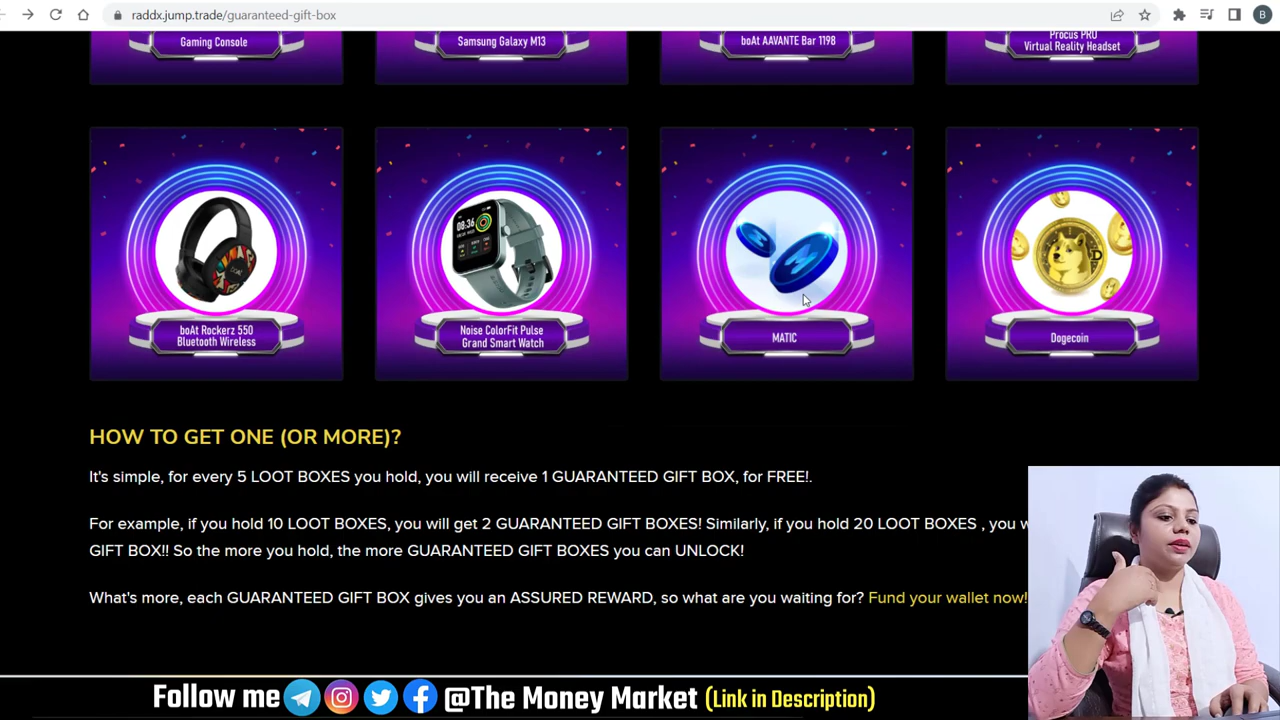 raddx.jump.trade/guaranteed-gift-box
B
Gaming Console
Samsung Galaxy M13
boAt AAVANTE Bar 1198
Procus PRO
Virtual Reality Headset
08:36
boAt Rockerz 550
Bluetooth Wireless
Noise ColorFit Pulse
Grand Smart Watch
MATIC
Dogecoin
HOW TO GET ONE (OR MORE)?
It's simple, for every 5 LOOT BOXES you hold, you will receive 1 GUARANTEED GIFT BOX, for FREE!.
For example, if you hold 10 LOOT BOXES, you will get 2 GUARANTEED GIFT BOXES! Similarly, if you hold 20 LOOT BOXES , you
GIFT BOX!! So the more you hold, the more GUARANTEED GIFT BOXES you can UNLOCK!
What's more, each GUARANTEED GIFT BOX gives you an ASSURED REWARD, so what are you waiting for? Fund your wallet now!
Follow me @The Money Market (Link in Description)